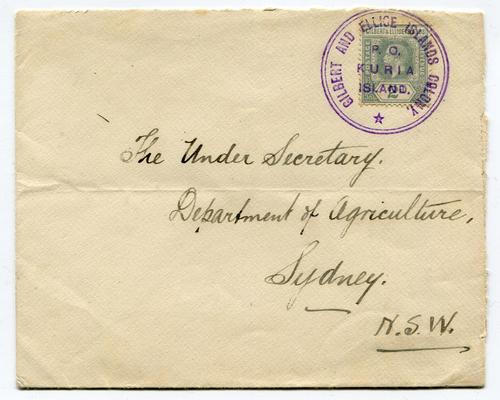 GILBERT AND ELLICE ISLANDS COLONY
P. O.
KURIA
ISLAND.
The Under Secretary.
Department of Agriculture,
Sydney.
N.S.W.